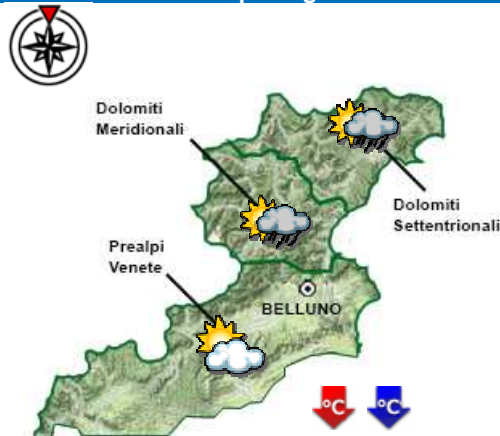 Dolomiti
Meridionali
Dolomiti
Settentrionali
Prealpi
Venete
BELLUNO
°C °C